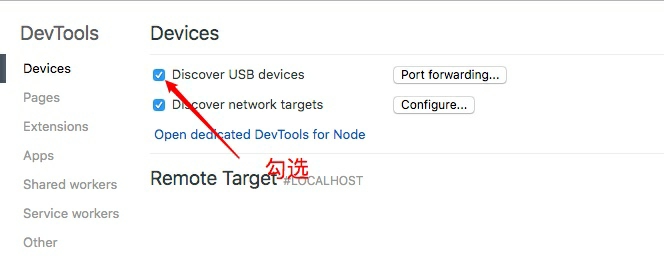 DevTools
Devices
Pages
Extensions
Apps
Shared workers
Service workers
Other
Devices
Discover USB devices
Port forwarding...
Discover network targets
Configure...
Open dedicated DevTools for Node
勾选
Remote Target #LOCALHOST